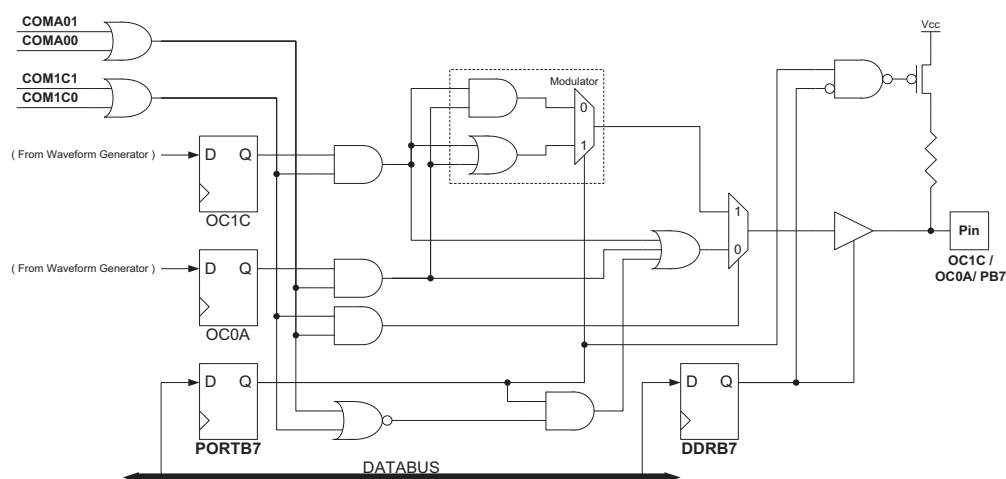 COMA01
COMA00
Vcc
COM1C1
COM1C0
Modulator
0
1
( From Waveform Generator )
D Q
OC1C
1
0
Pin
OC1C /
OC0A/ PB7
( From Waveform Generator )
D Q
OC0A
D Q
PORTB7
D Q
DDRB7
DATABUS